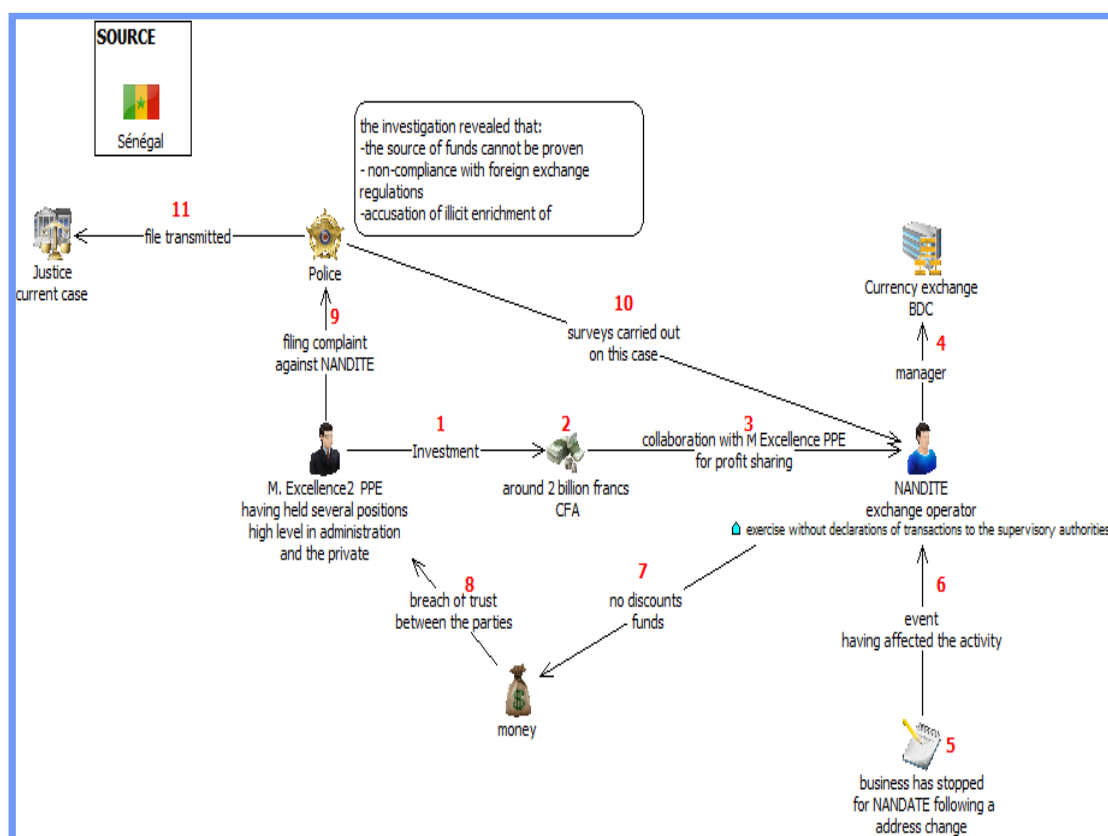 SOURCE
Sénégal
the investigation revealed that:
-the source of funds cannot be proven
- non-compliance with foreign exchange
regulations
-accusation of illicit enrichment of
11
file transmitted
Justice
current case
Police
10
surveys carried out
on this case
Currency exchange
BDC
9
filing complaint
against NANDITE
4
manager
1
Investment
2
3
collaboration with M Excellence PPE
for profit sharing
M. Excellence2 PPE
having held several positions
high level in administration
and the private
around 2 billion francs
CFA
NANDITE
exchange operator
exercise without declarations of transactions to the supervisory authorities
8
breach of trust
between the parties
7
no discounts
funds
6
event
having affected the activity
money
5
business has stopped
for NANDATE following a
address change